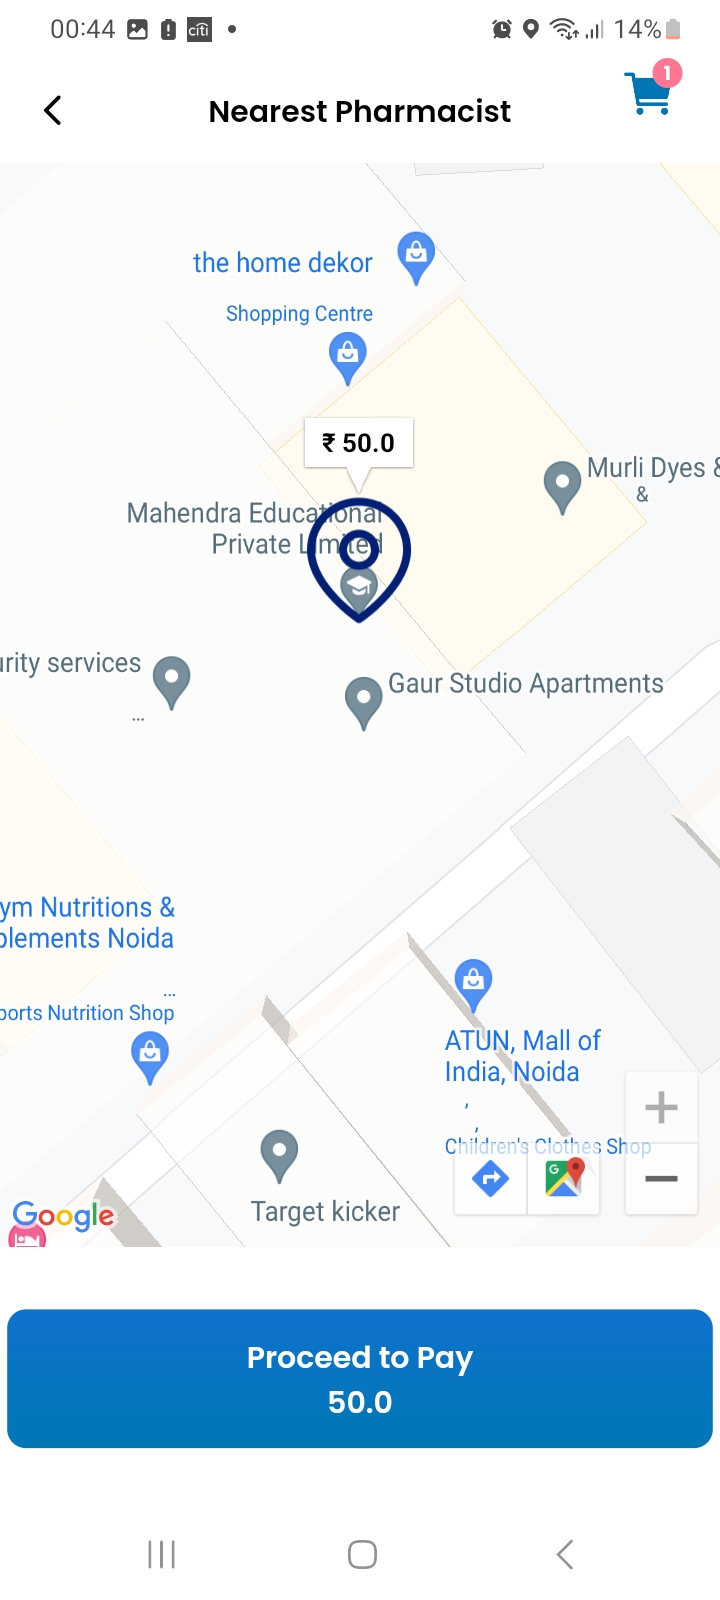 00:44 citi 14%
Nearest Pharmacist
1
the home dekor
Shopping Centre
₹ 50.0
Murli Dyes &
&
Mahendra Educational
Private Limited
urity services
...
Gaur Studio Apartments
ym Nutritions &
plements Noida
...
ports Nutrition Shop
ATUN, Mall of
India, Noida
,
,
Children's Clothes Shop
+
G
−
Target kicker
Google
Proceed to Pay
50.0